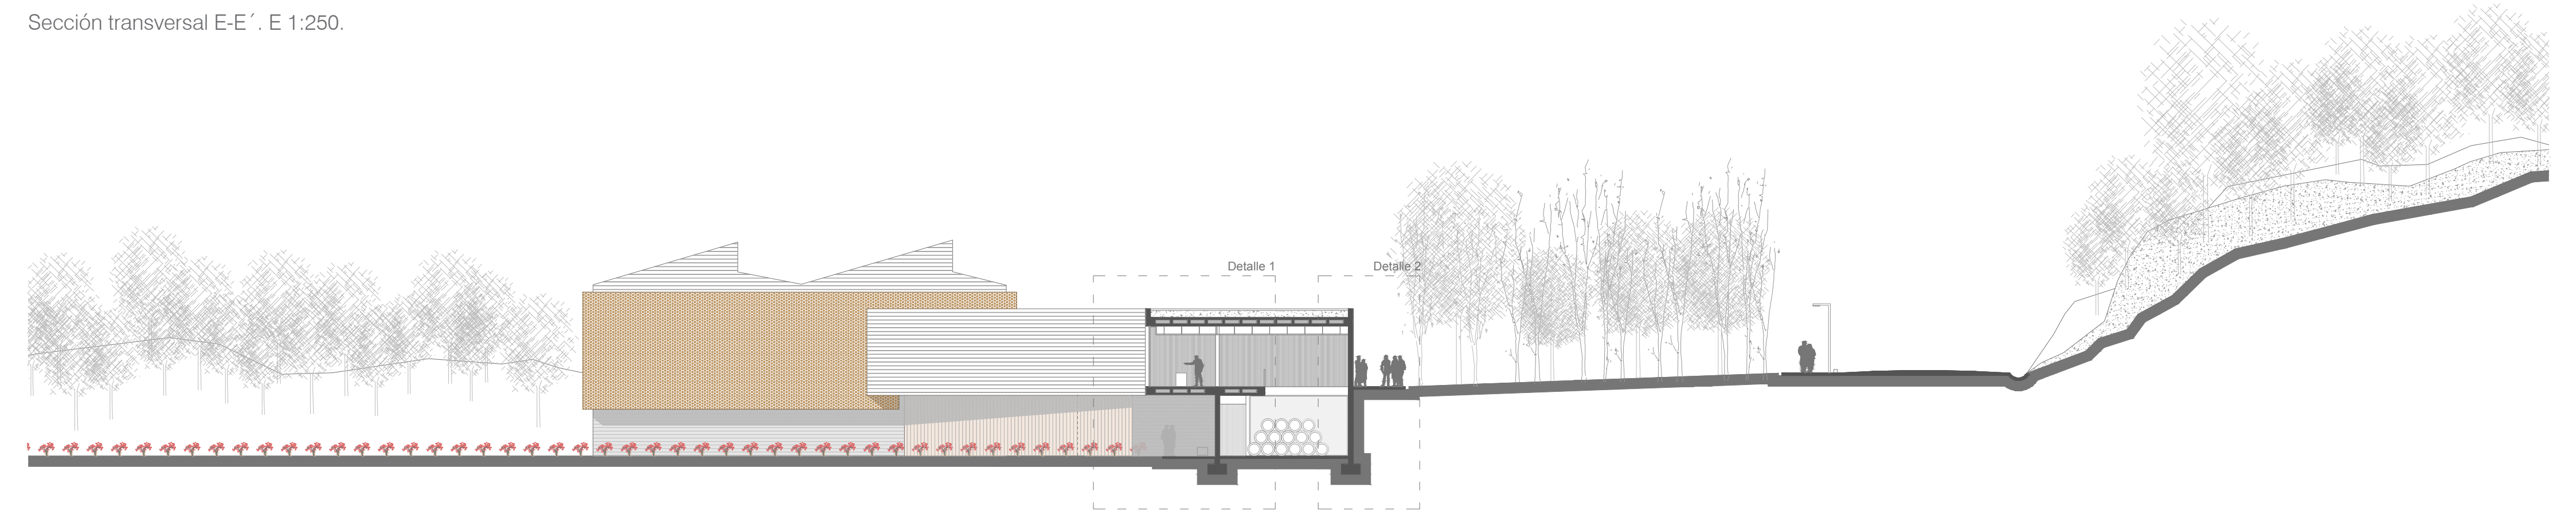 Sección transversal E-E´. E 1:250.
Detalle 1
Detalle 2